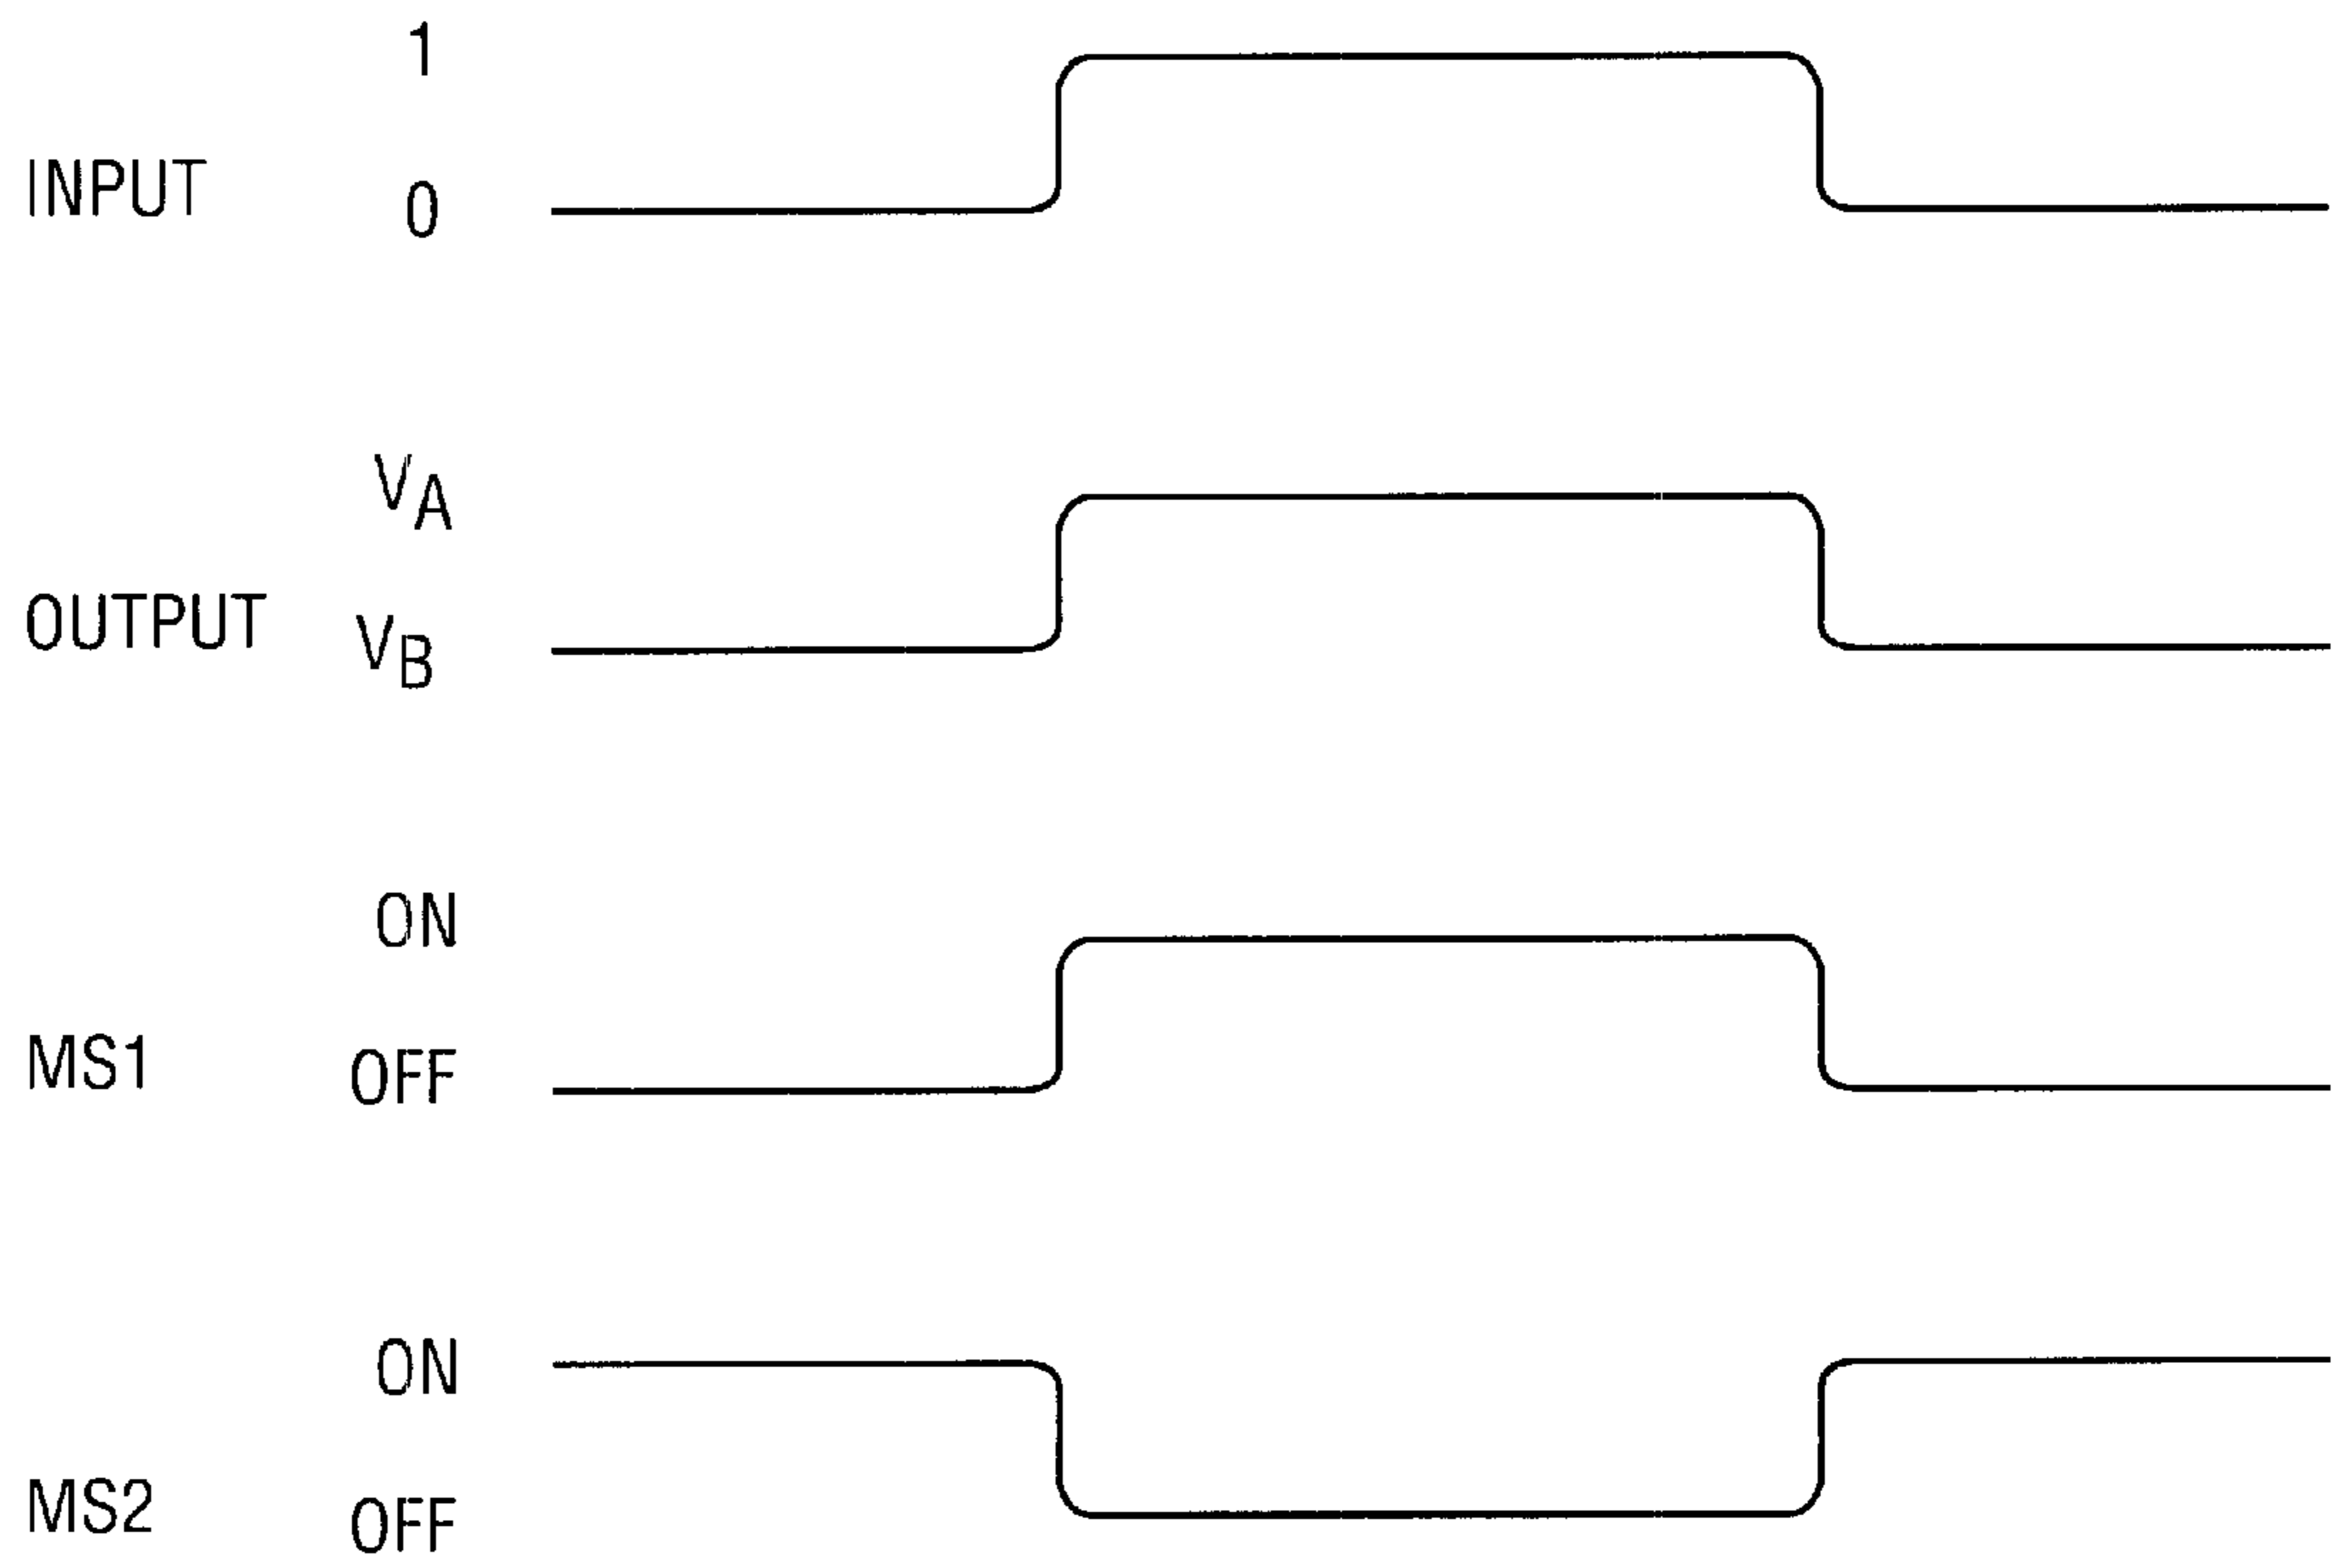 1
INPUT 0
VA
OUTPUT VB
ON
MS1 OFF
ON
MS2 OFF